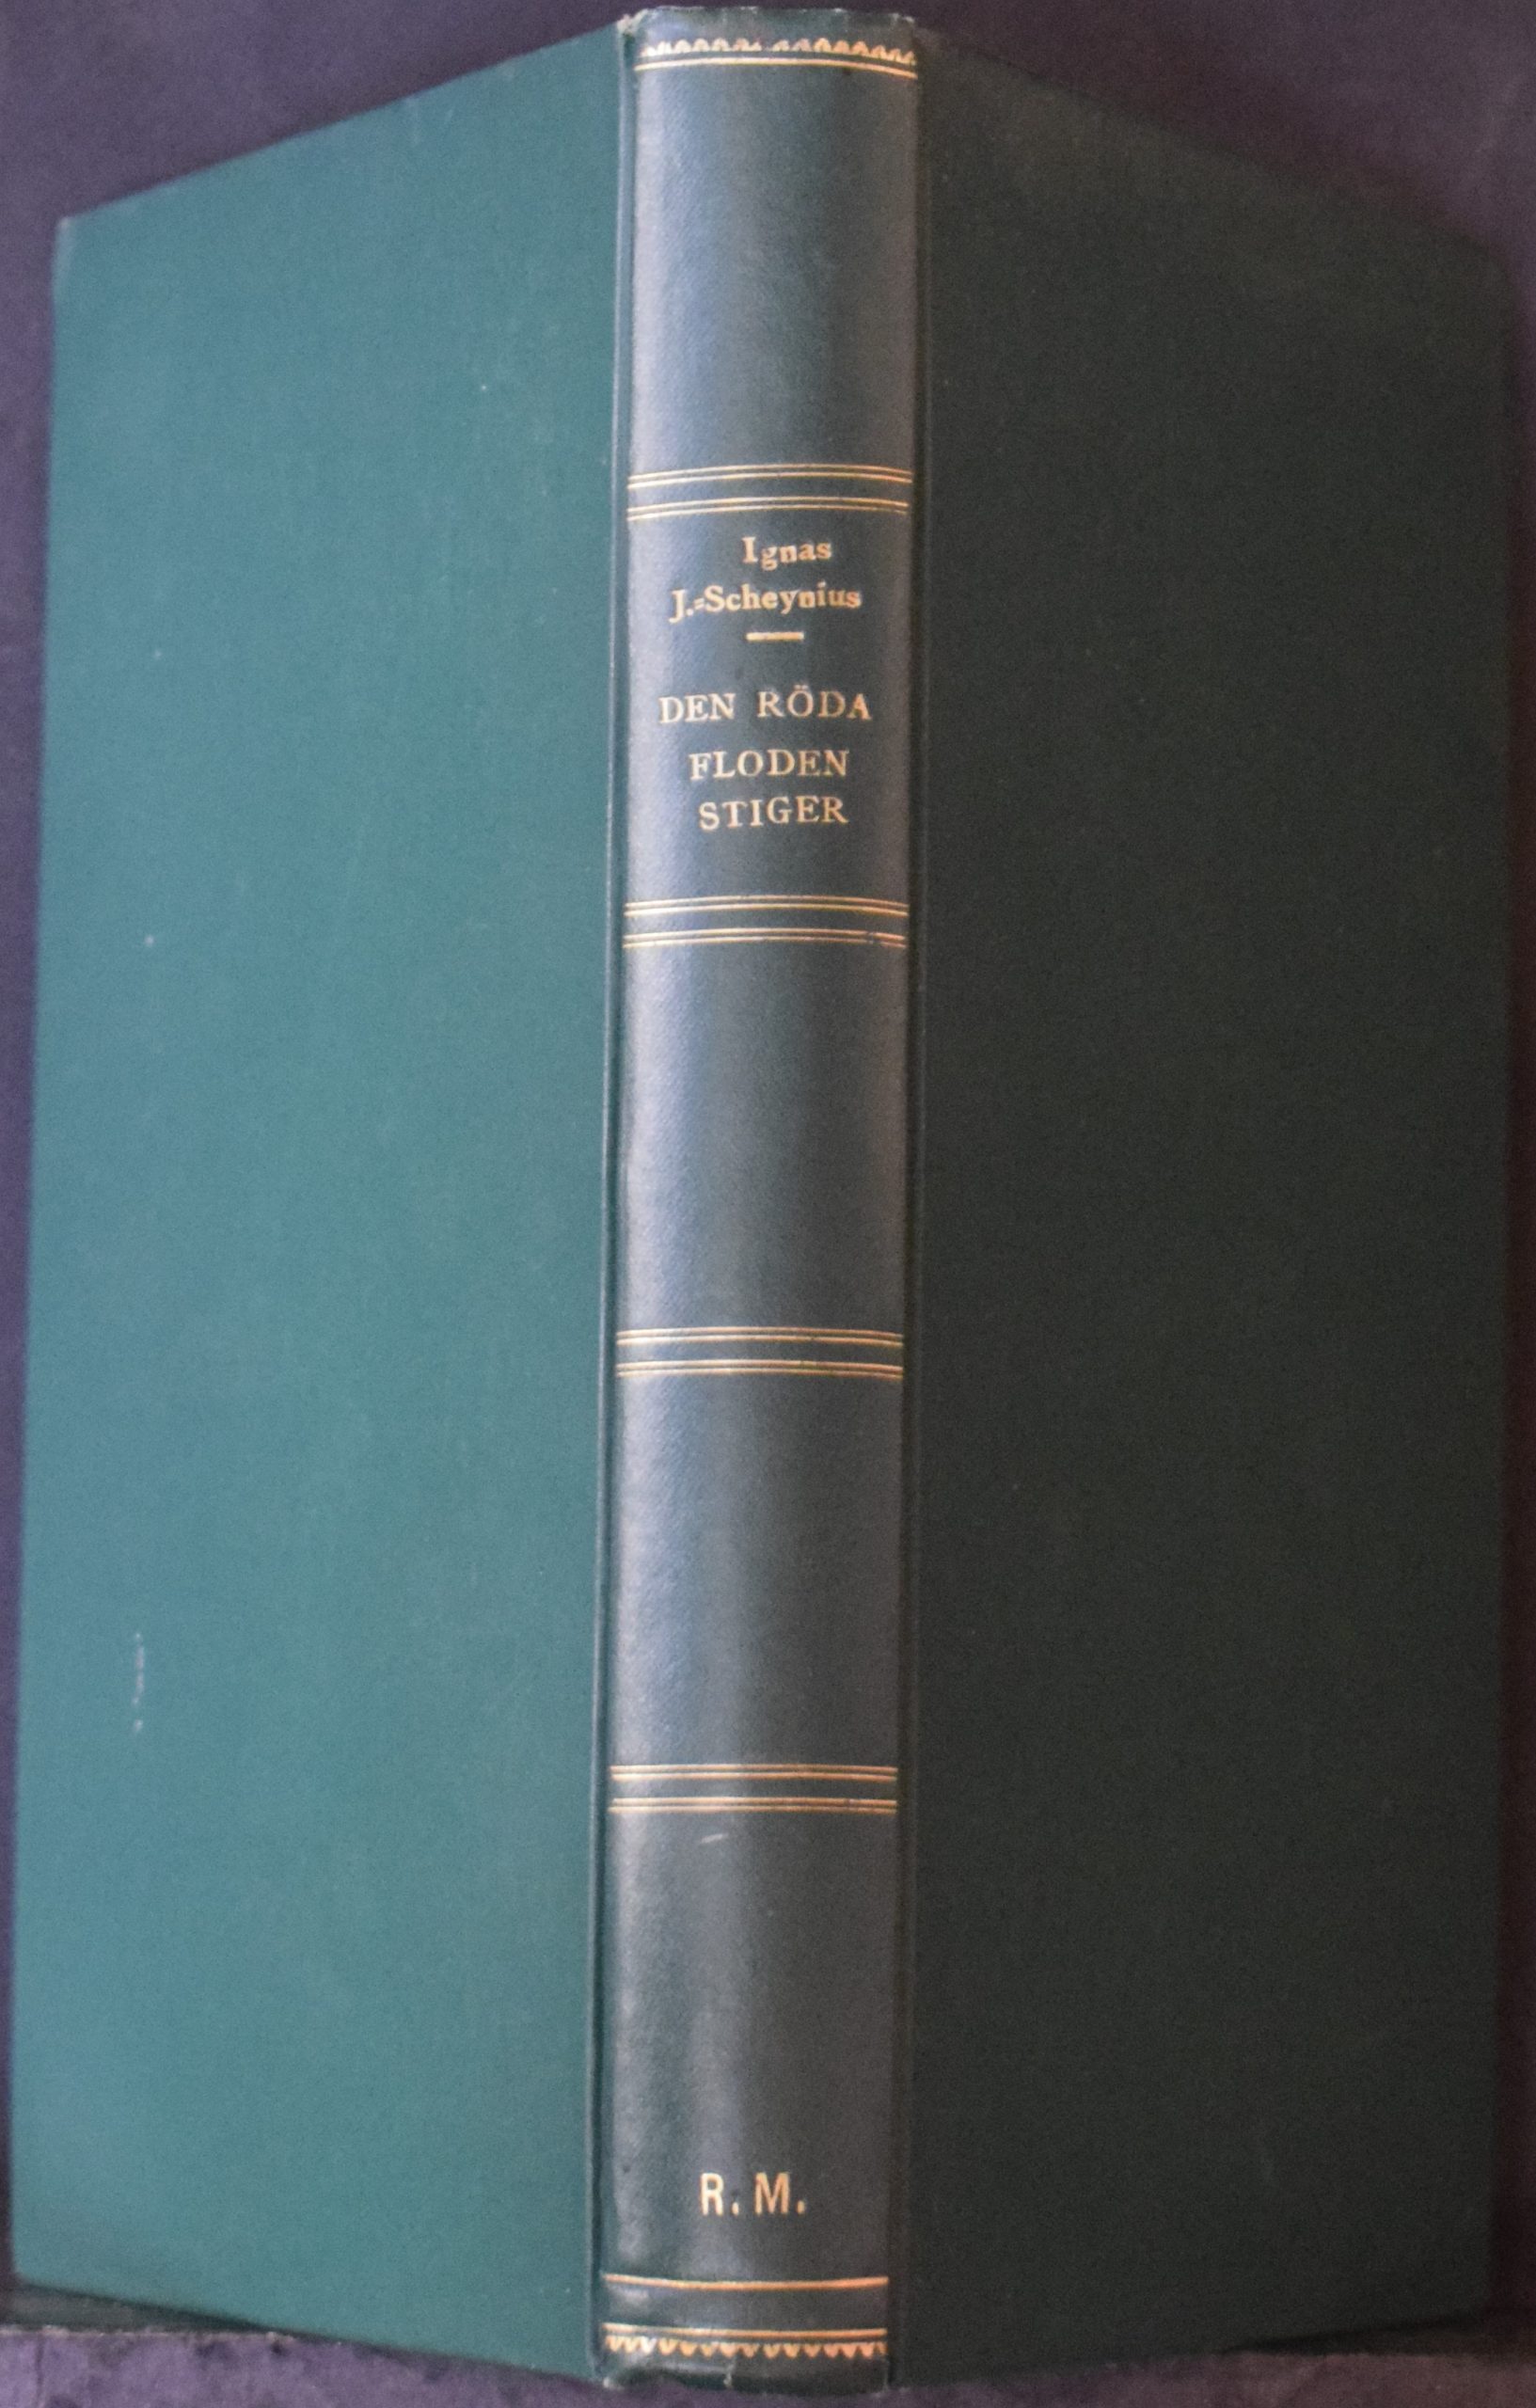 Ignas
J.=Scheynius
DEN RÖDA
FLODEN
STIGER
R. M.